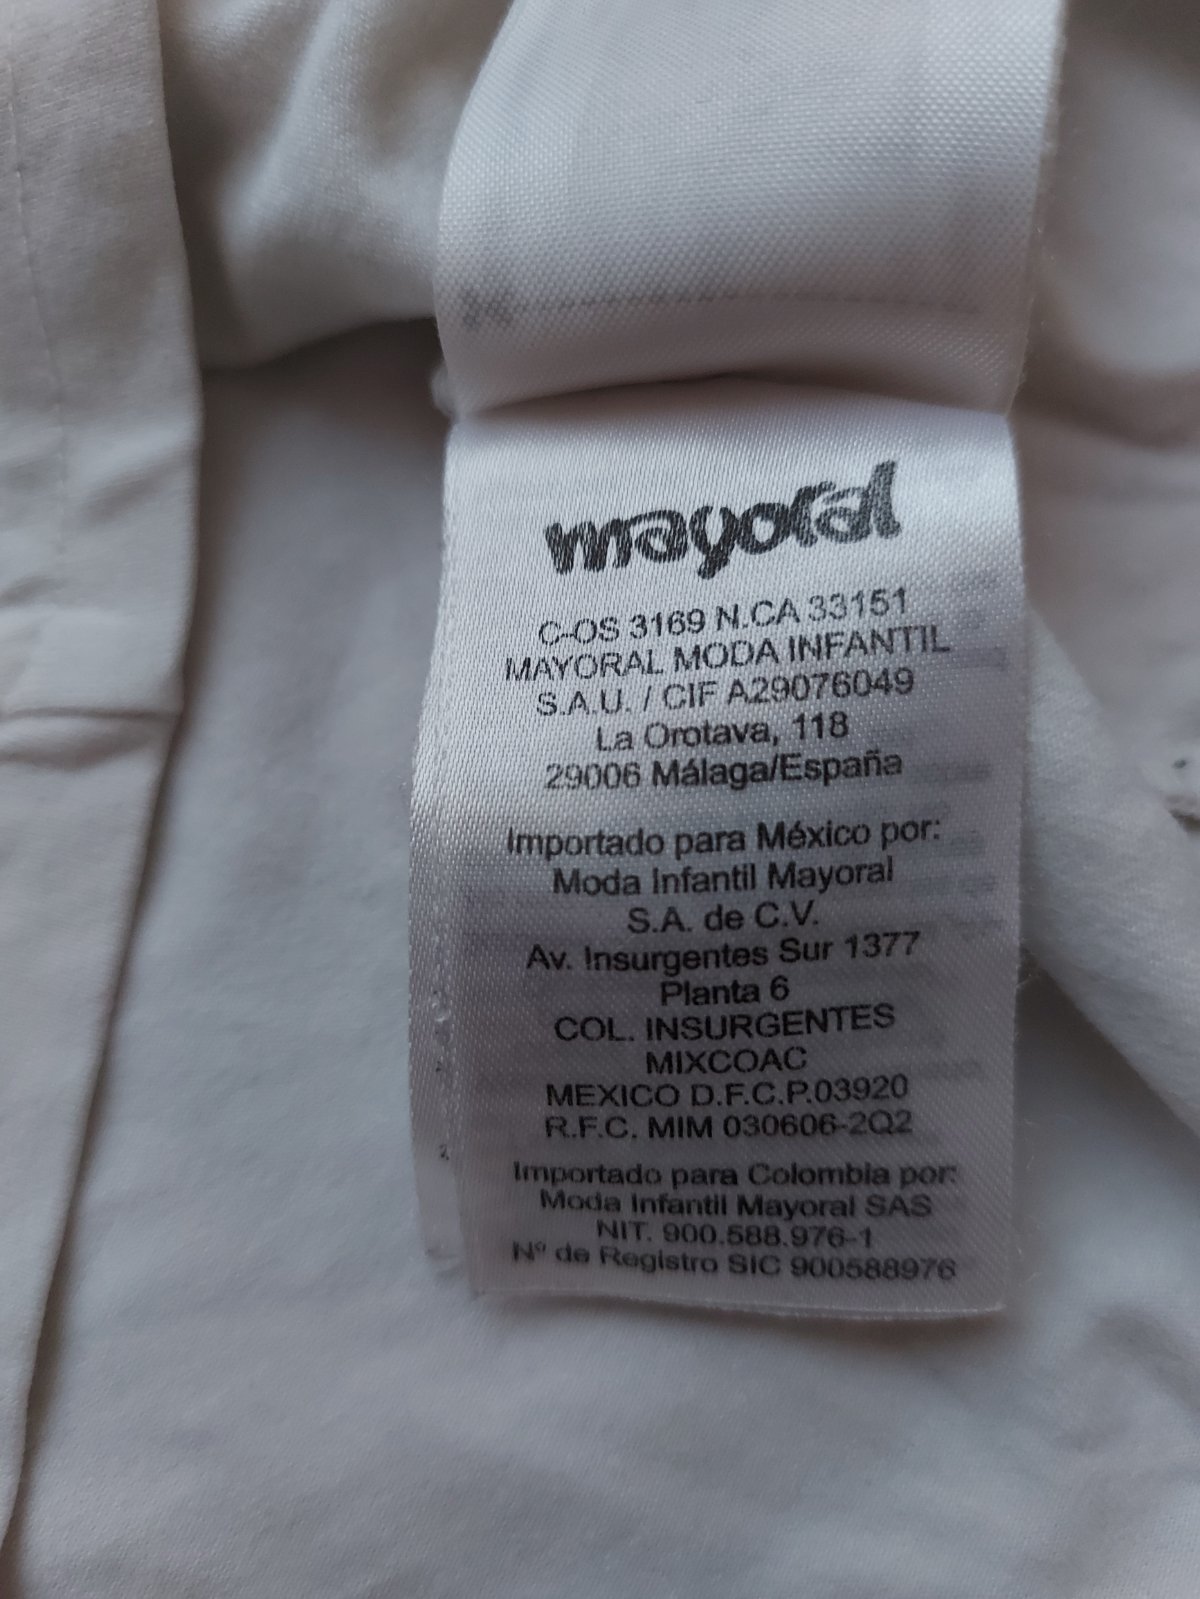 mayoral
C-OS 3169 N.CA 33151
MAYORAL MODA INFANTIL
S.A.U. / CIF A29076049
La Orotava, 118
29006 Málaga/España
Importado para México por:
Moda Infantil Mayoral
S.A. de C.V.
Av. Insurgentes Sur 1377
Planta 6
COL. INSURGENTES
MIXCOAC
MEXICO D.F.C.P.03920
R.F.C. MIM 030606-2Q2
Importado para Colombia por:
Moda Infantil Mayoral SAS
NIT. 900.588.976-1
Nº de Registro SIC 900588976